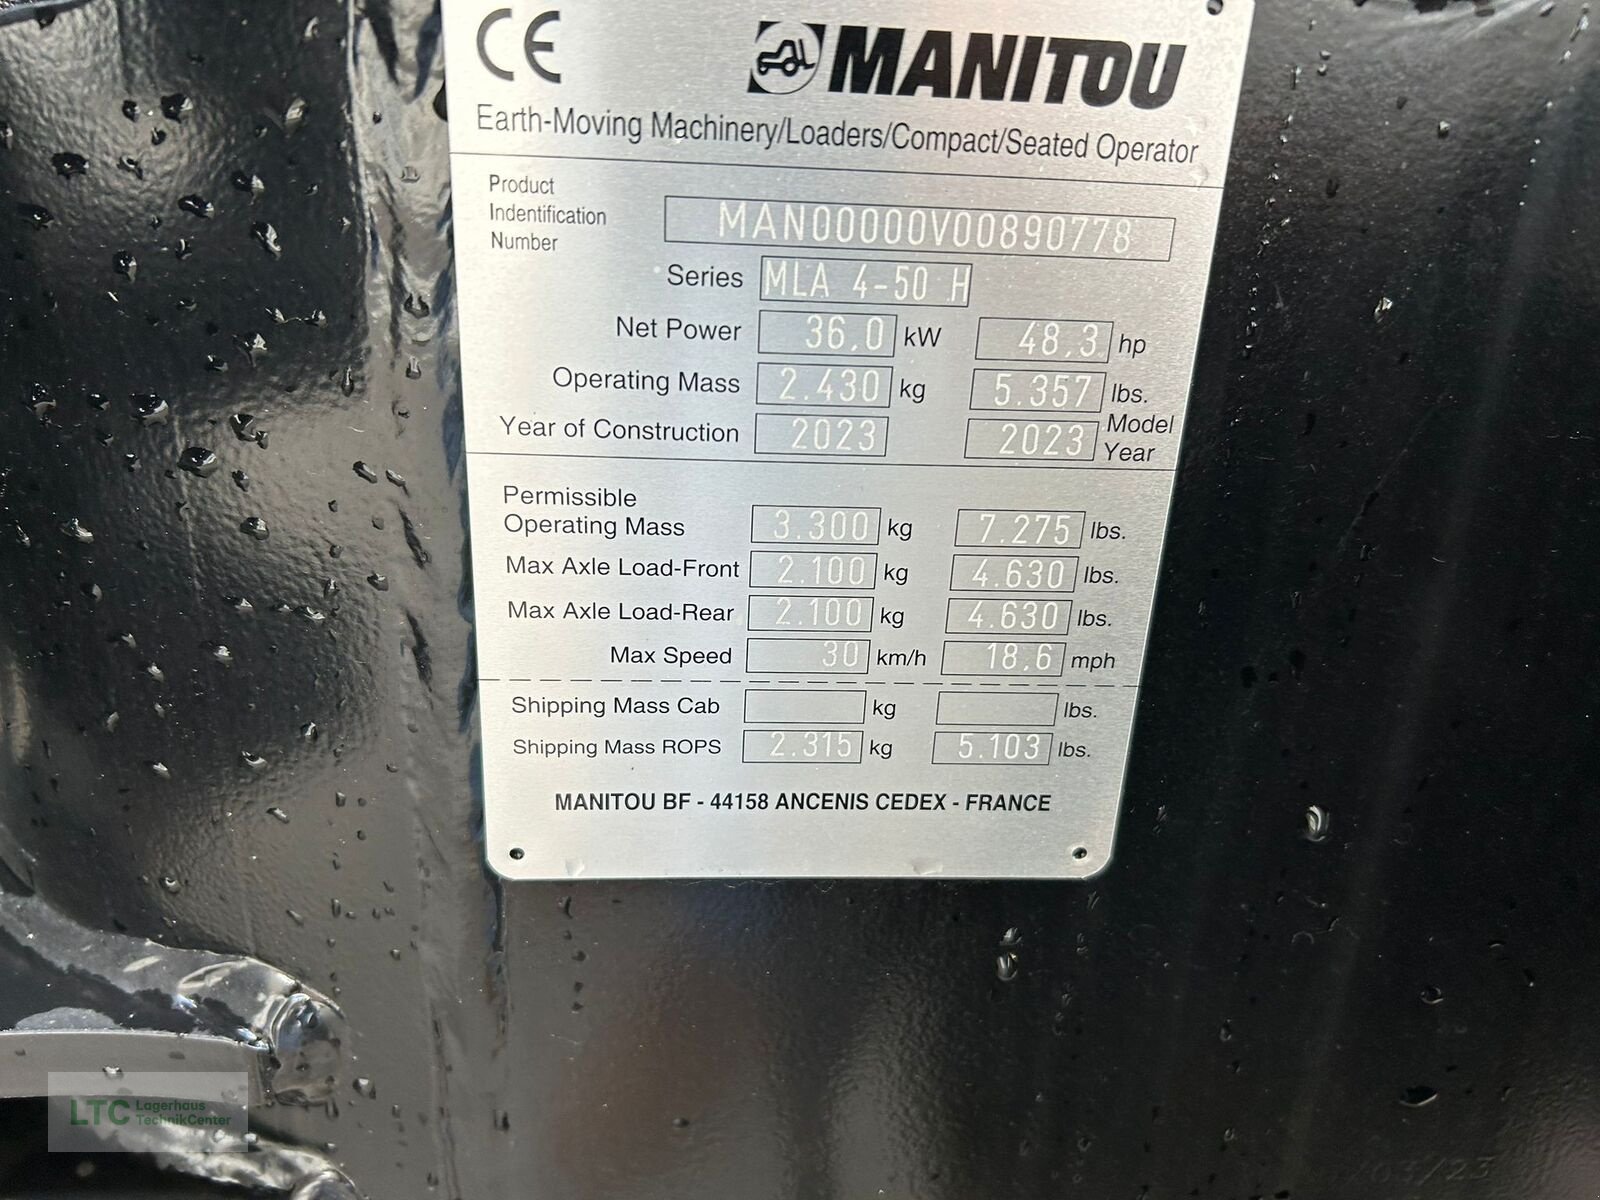 CE MANITOU
Earth-Moving Machinery/Loaders/Compact/Seated Operator
Product
Indentification
Number
MAN00000V00890778
Series MLA 4-50 H
Net Power 36,0 kW 48,3 hp
Operating Mass 2.430 kg 5.357 lbs.
Year of Construction 2023 2023 Model
Year
Permissible
Operating Mass 3.300 kg 7.275 lbs.
Max Axle Load-Front 2.100 kg 4.630 lbs.
Max Axle Load-Rear 2.100 kg 4.630 lbs.
Max Speed 30 km/h 18,6 mph
Shipping Mass Cab kg lbs.
Shipping Mass ROPS 2.315 kg 5.103 lbs.
MANITOU BF - 44158 ANCENIS CEDEX - FRANCE
LTC Lagerhaus
TechnikCenter
03/23